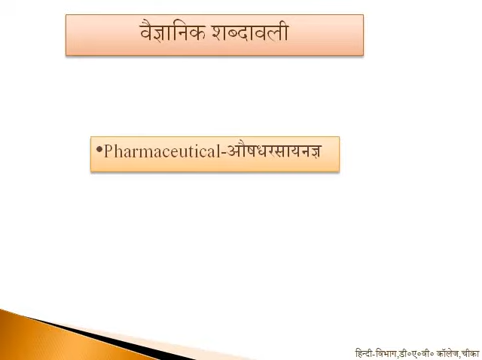 वैज्ञानिक शब्दावली
•Pharmaceutical-औषधरसायनज्ञ
हिन्दी-विभाग,डी०ए०वी० कॉलेज,चीका